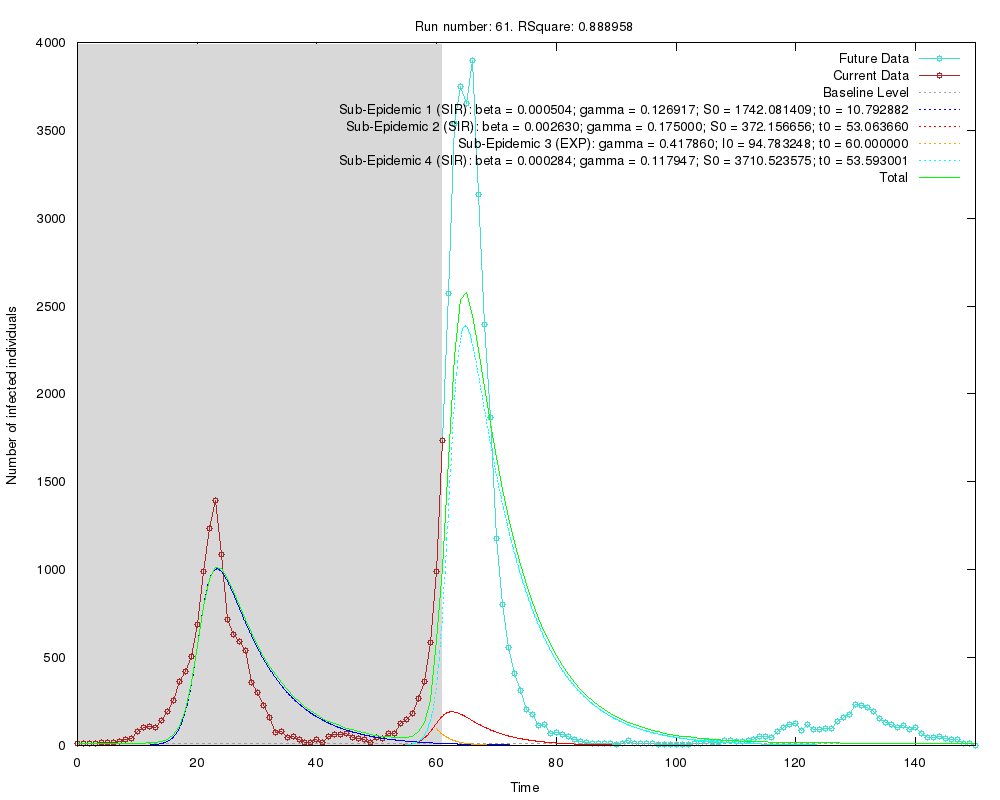 Run number: 61. RSquare: 0.888958
4000
3500
3000
2500
2000
1500
1000
500
0
Number of infected individuals
Future Data
Current Data
Baseline Level
Sub-Epidemic 1 (SIR): beta = 0.000504; gamma = 0.126917; S0 = 1742.081409; t0 = 10.792882
Sub-Epidemic 2 (SIR): beta = 0.002630; gamma = 0.175000; S0 = 372.156656; t0 = 53.063660
Sub-Epidemic 3 (EXP): gamma = 0.417860; I0 = 94.783248; t0 = 60.000000
Sub-Epidemic 4 (SIR): beta = 0.000284; gamma = 0.117947; S0 = 3710.523575; t0 = 53.593001
Total
0 20 40 60 80 100 120 140
Time